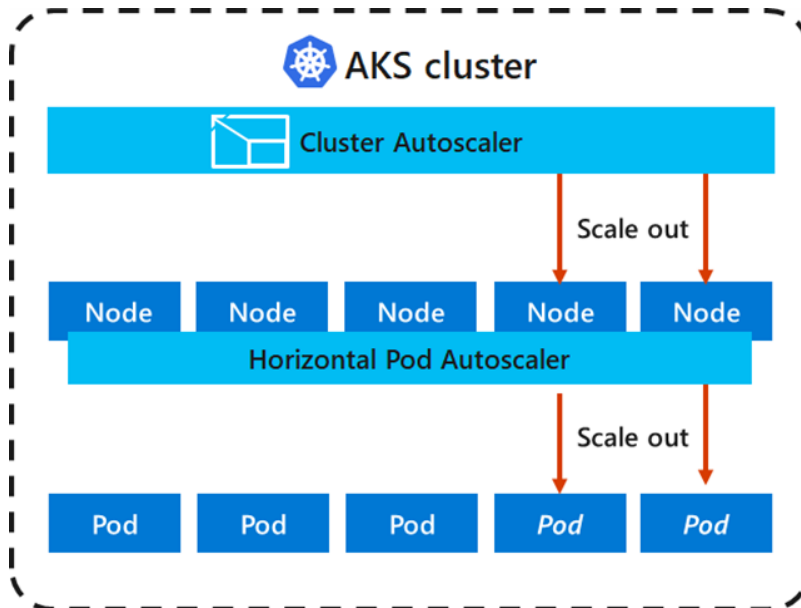 AKS cluster
Cluster Autoscaler
Scale out
Node Node Node Node Node
Horizontal Pod Autoscaler
Scale out
Pod Pod Pod Pod Pod